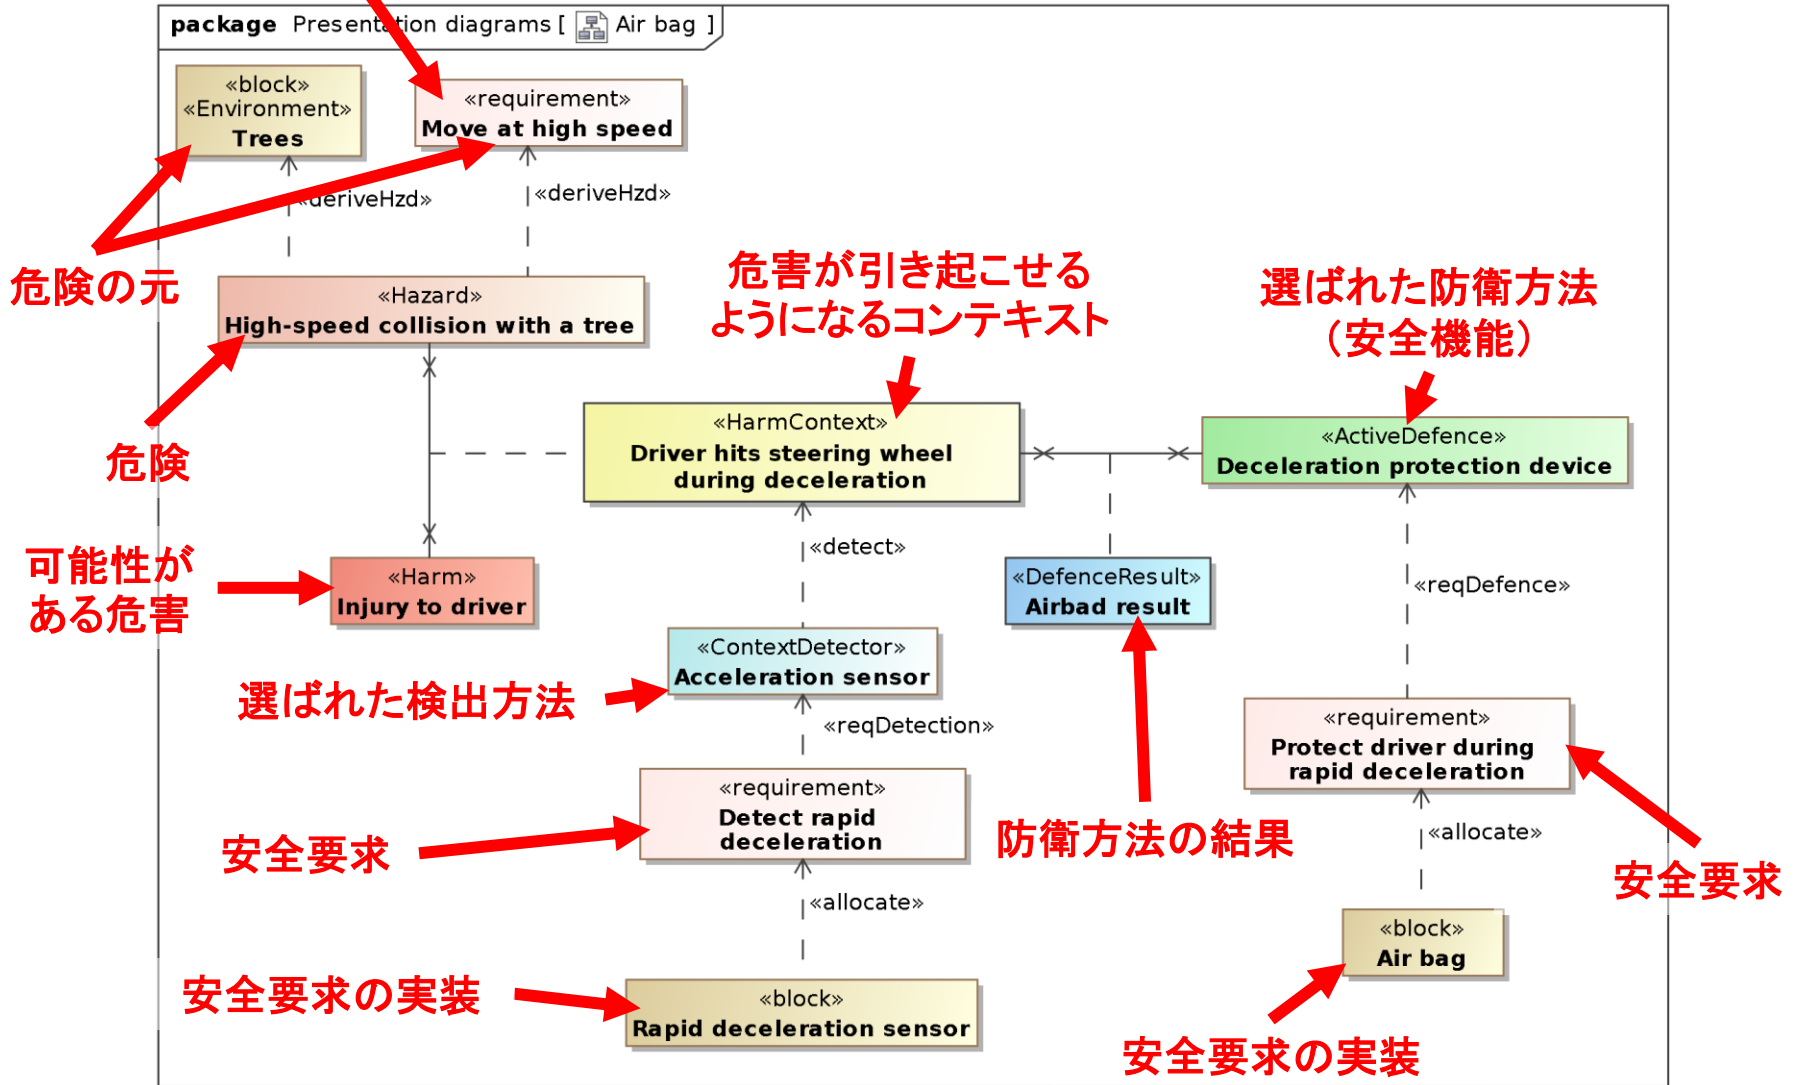 package Presentation diagrams [ Air bag ]
«block»
«Environment»
Trees
«requirement»
Move at high speed
«deriveHzd»
«deriveHzd»
危険の元
«Hazard»
High-speed collision with a tree
危害が引き起こせる
ようになるコンテキスト
選ばれた防衛方法
（安全機能）
危険
«HarmContext»
Driver hits steering wheel
during deceleration
«ActiveDefence»
Deceleration protection device
可能性が
ある危害
«Harm»
Injury to driver
«detect»
«DefenceResult»
Airbad result
«reqDefence»
選ばれた検出方法
«ContextDetector»
Acceleration sensor
«reqDetection»
«requirement»
Protect driver during
rapid deceleration
安全要求
«requirement»
Detect rapid
deceleration
防衛方法の結果
«allocate»
安全要求
«allocate»
«block»
Air bag
安全要求の実装
«block»
Rapid deceleration sensor
安全要求の実装